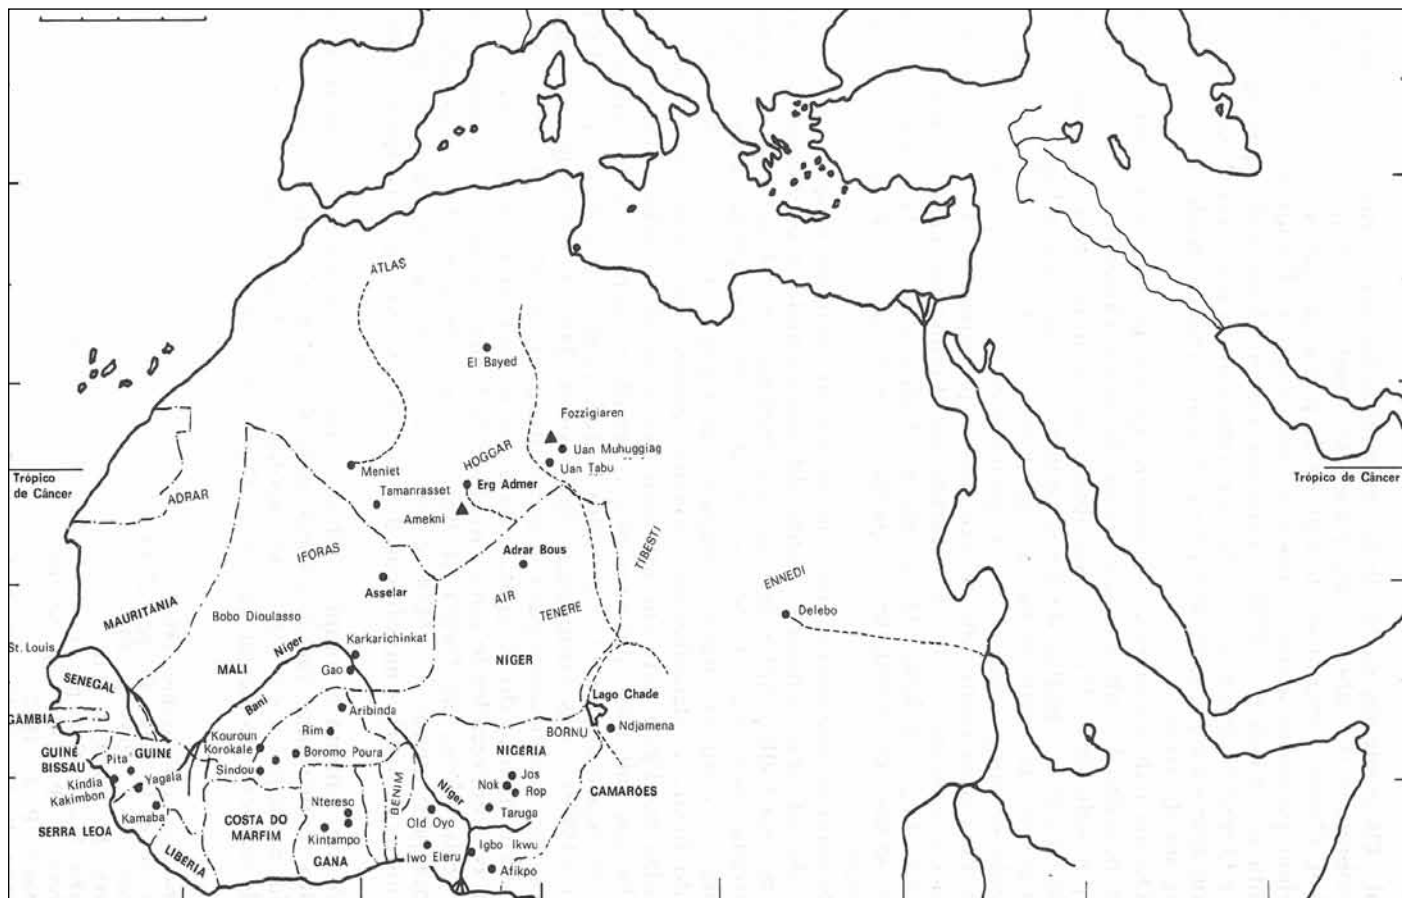 ATLAS
El Bayed
Fozzigiaren
HOGGAR
Uan Muhuggiag
Uan Tabu
Meniet
Trópico
de Câncer
Trópico de Câncer
Erg Admer
Tamanrasset
ADRAR
Amekni
IFORAS
Adrar Bous
TIBESTI
ENNEDI
Asselar
AIR
TENERE
Delebo
MAURITÂNIA
Bobo Dioulasso
St. Louis
Niger
Karkarichinkat
MALI
Gao
NÍGER
SENEGAL
Bani
Lago Chade
Aribinda
GÂMBIA
Ndjamena
BORNU
Rim
Kouroun
Korokale
GUINÉ
BISSAU
GUINÉ
Boromo Poura
NIGÉRIA
Pita
Sindou
Jos
Kindia
Yagala
Nok
Rop
CAMARÕES
Kakimbon
BENIM
Niger
Ntereso
Kamaba
Taruga
COSTA DO
MARFIM
Old Oyo
SERRA LEOA
Kintampo
Igbo Ikwu
LIBÉRIA
GANA
Iwo Eleru
Afikpo